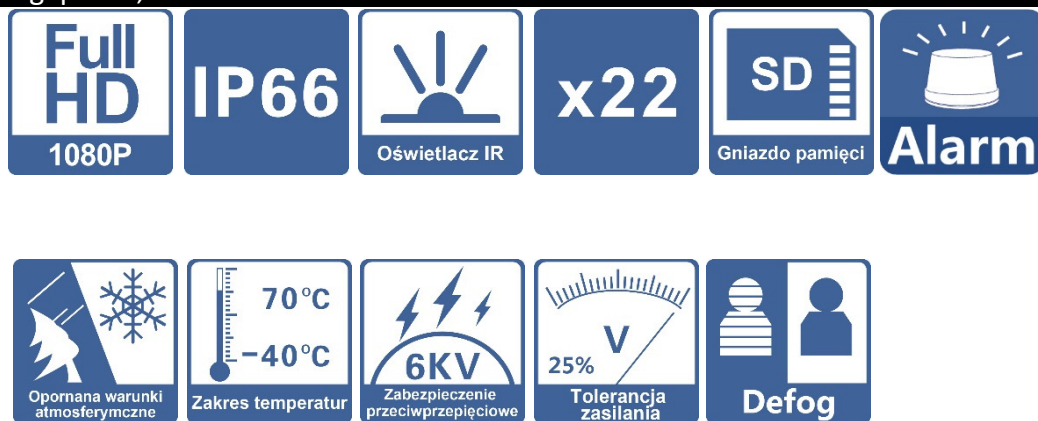 Full
HD
1080P
IP66
Oświetlacz IR
x22
SD
Gniazdo pamięci
Alarm
Opornana warunki
atmosferymczne
70°C
-40°C
Zakres temperatur
6KV
Zabezpieczenie
przeciwprzepięciowe
V
25%
Tolerancja
zasilania
Defog